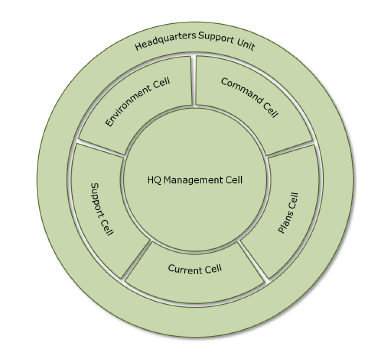 Headquarters Support Unit
Environment Cell
Command Cell
HQ Management Cell
Support Cell
Plans Cell
Current Cell